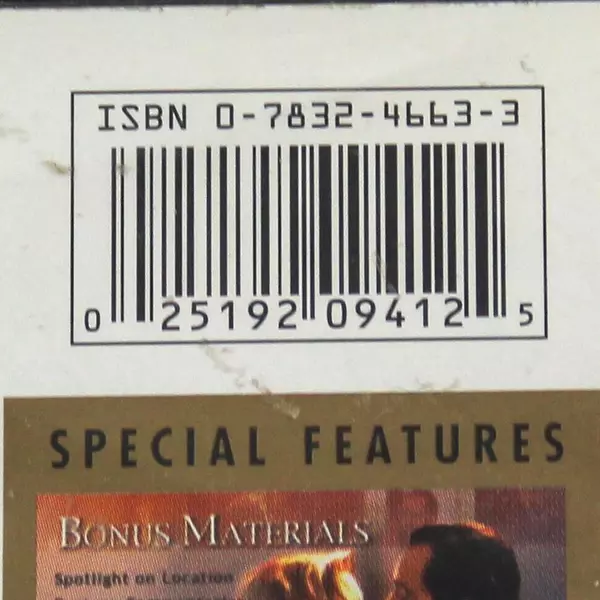 ISBN 0-7832-4663-3
0 25192 09412 5
SPECIAL FEATURES
BONUS MATERIALS
Spotlight on Location